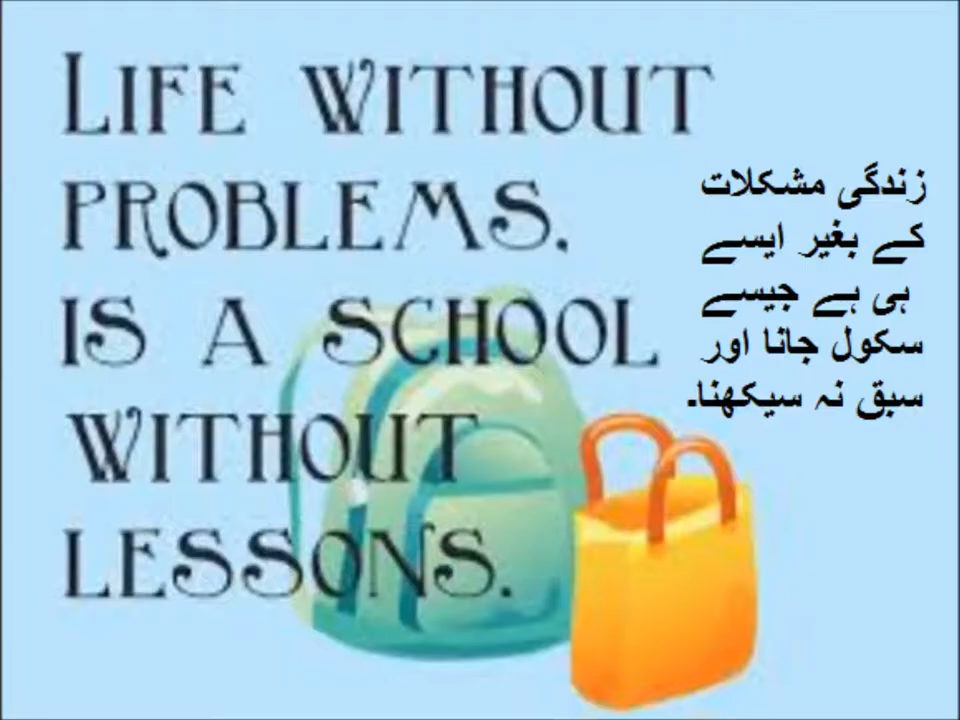 LIFE WITHOUT
PROBLEMS,
IS A SCHOOL
WITHOUT
LESSONS.
زندگی مشکلات
کے بغیر ایسے
ہی ہے جیسے
سکول جانا اور
سبق نہ سیکھنا۔